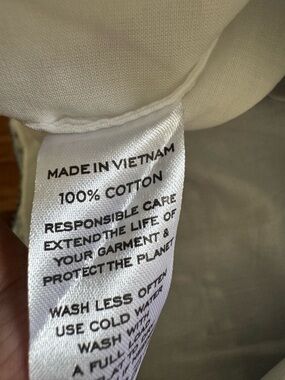 MADE IN VIETNAM
100% COTTON
RESPONSIBLE CARE
EXTEND THE LIFE OF
YOUR GARMENT &
PROTECT THE PLANET
WASH LESS OFTEN
USE COLD WATER
WASH WITH
A FULL LOAD